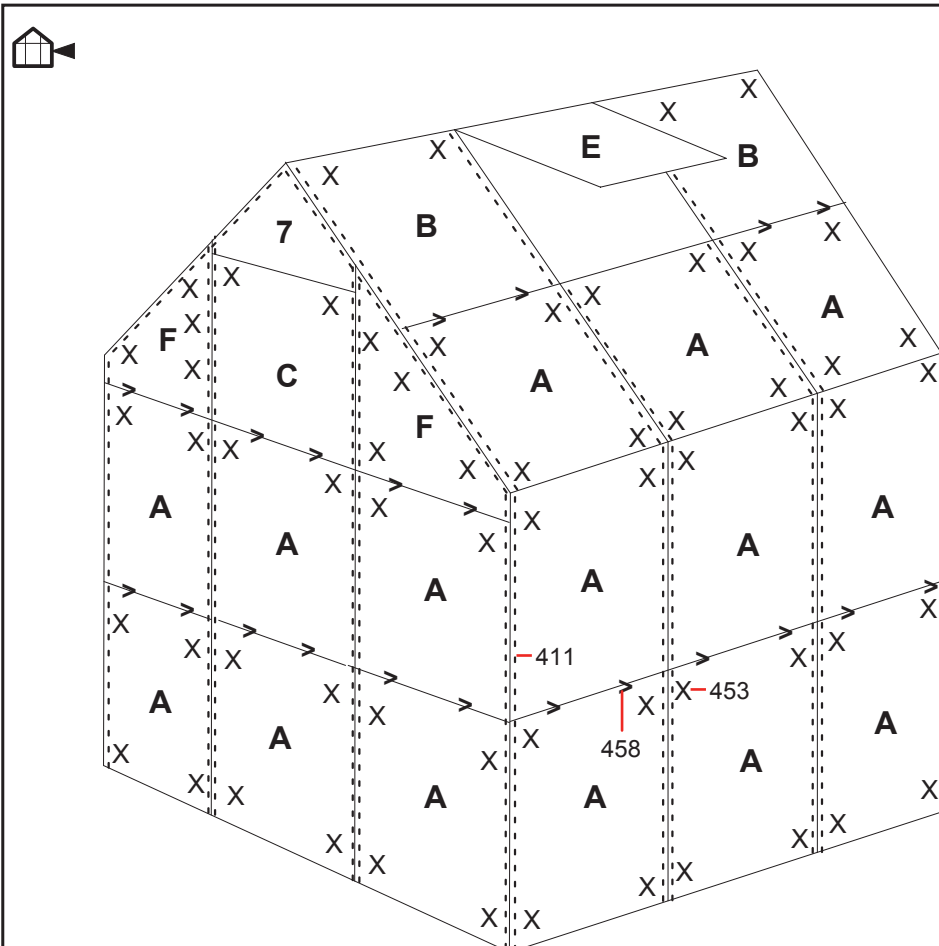 X
X
X E B
X
7 B > > X
X
X X
X X > X A
X > X
F X X A X
X X C X A X X X
> X > F X X X
X X > > X X X
X > X X X
A X > X A
A X A
> A A >
X > > X
X > > 411 > > X X
X
A X > > X 453
X > > X A
A X 458
X X A
X X A A X
X X X
X X X
X X